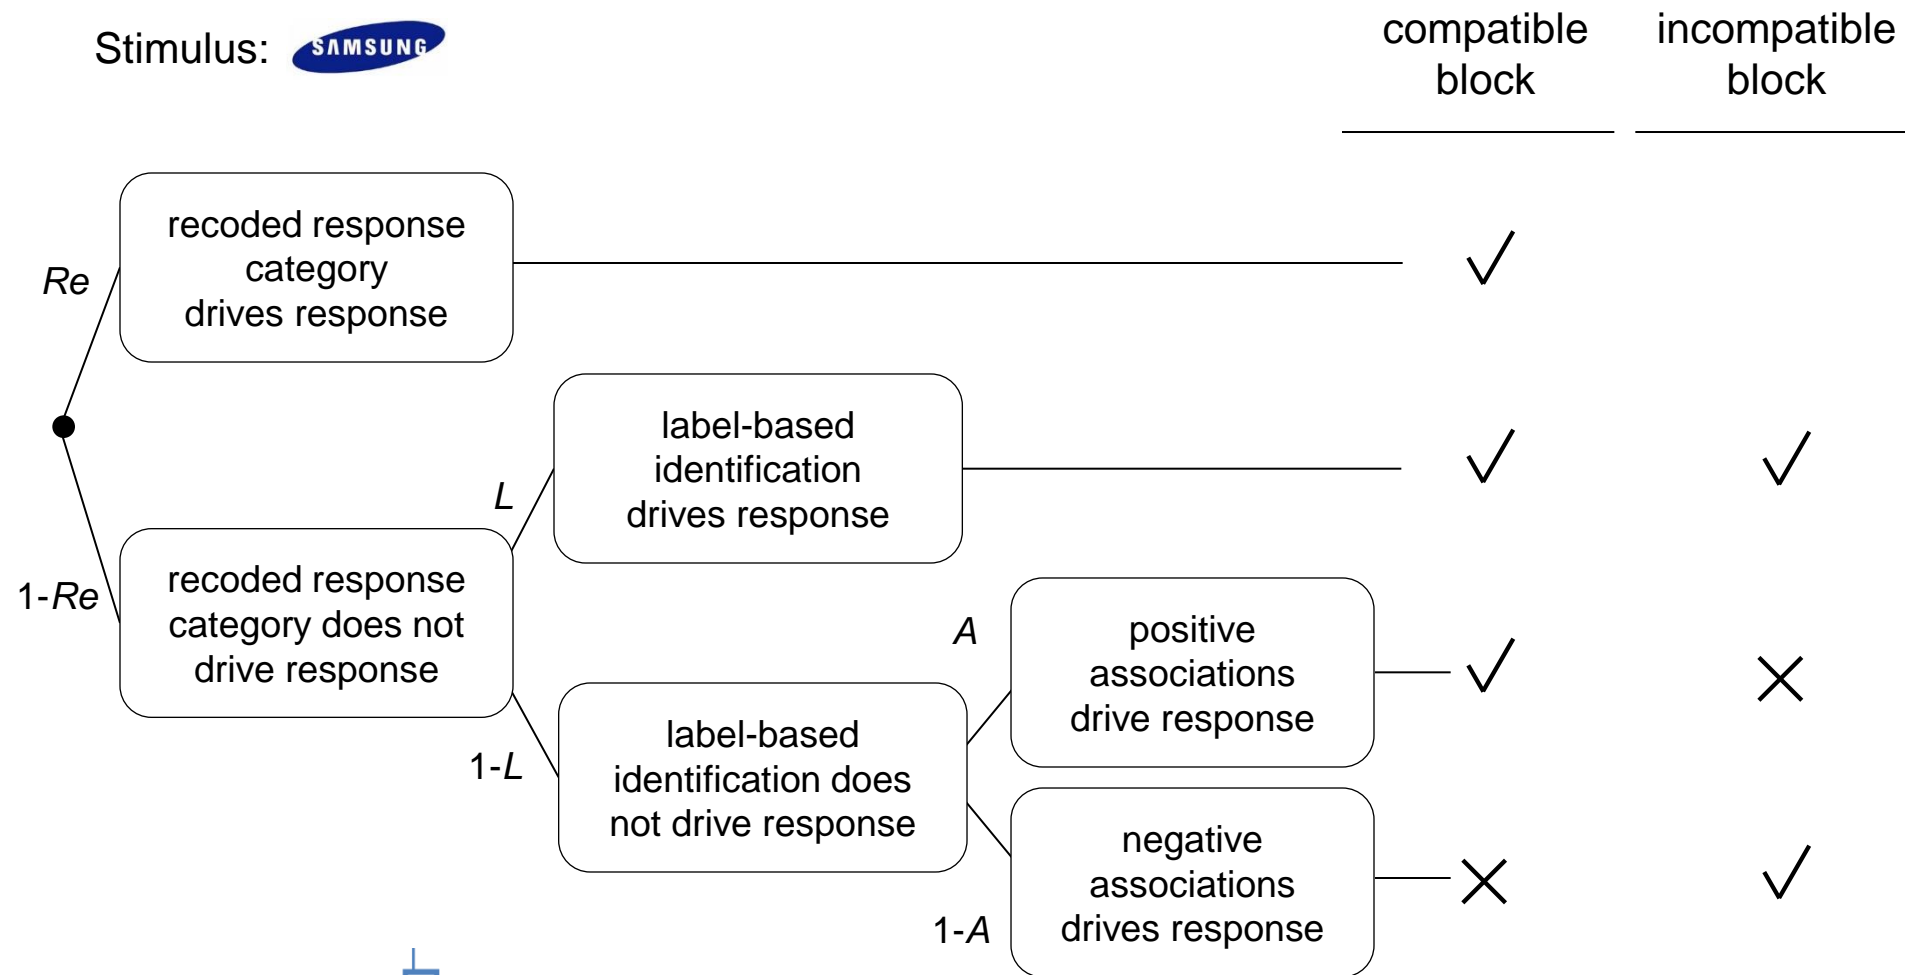 Stimulus: SAMSUNG
compatible
block
incompatible
block
recoded response
category
drives response
Re
label-based
identification
drives response
L
1-Re
recoded response
category does not
drive response
A
positive
associations
drive response
1-L
label-based
identification does
not drive response
negative
associations
drives response
1-A